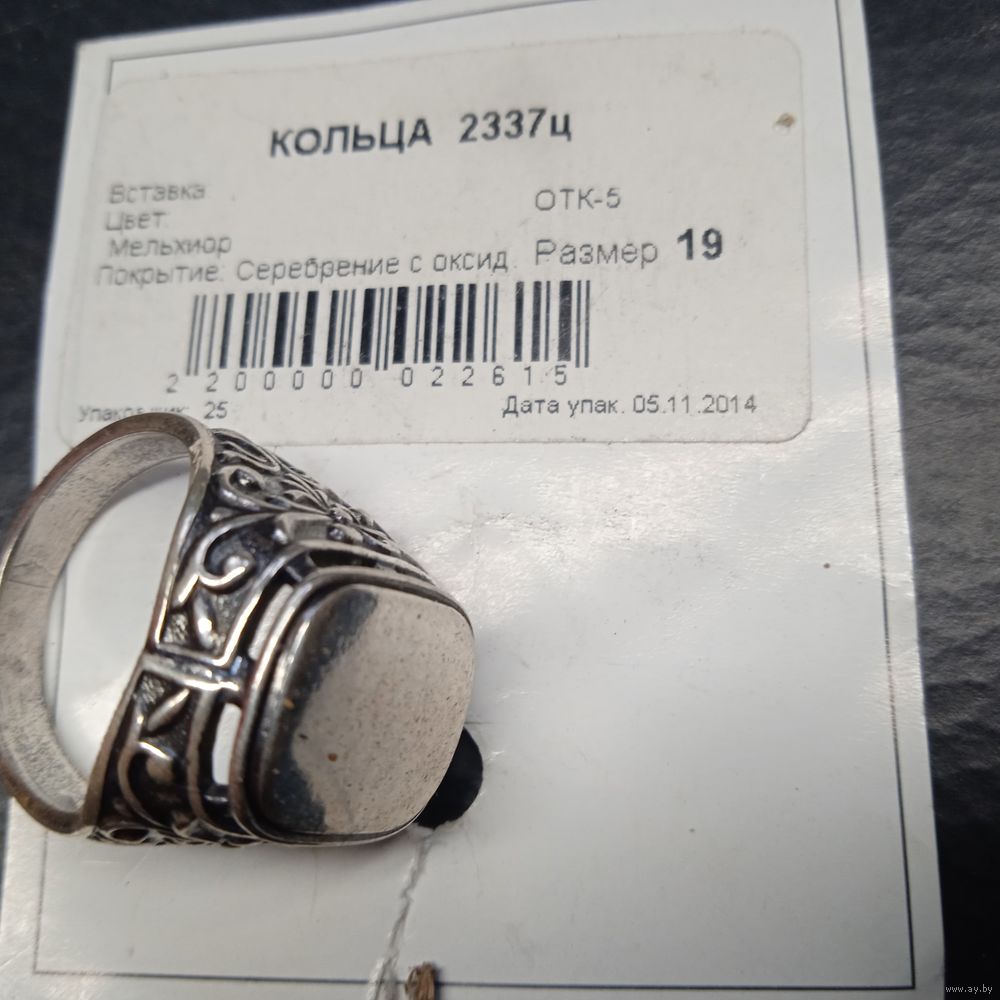 КОЛЬЦА 2337ц
Вставка:
ОТК-5
Цвет:
Мельхиор
Размер 19
Покрытие: Серебрение с оксид.
2 200000 022615
25
Дата упак. 05.11.2014
www.ay.by